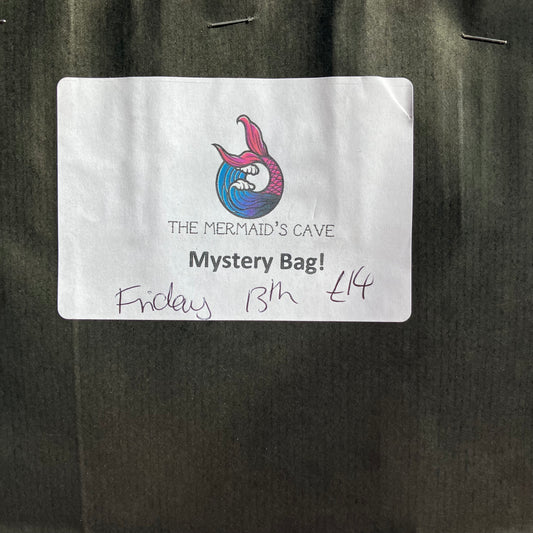 THE MERMAID'S CAVE
Mystery Bag!
Friday 13th £14